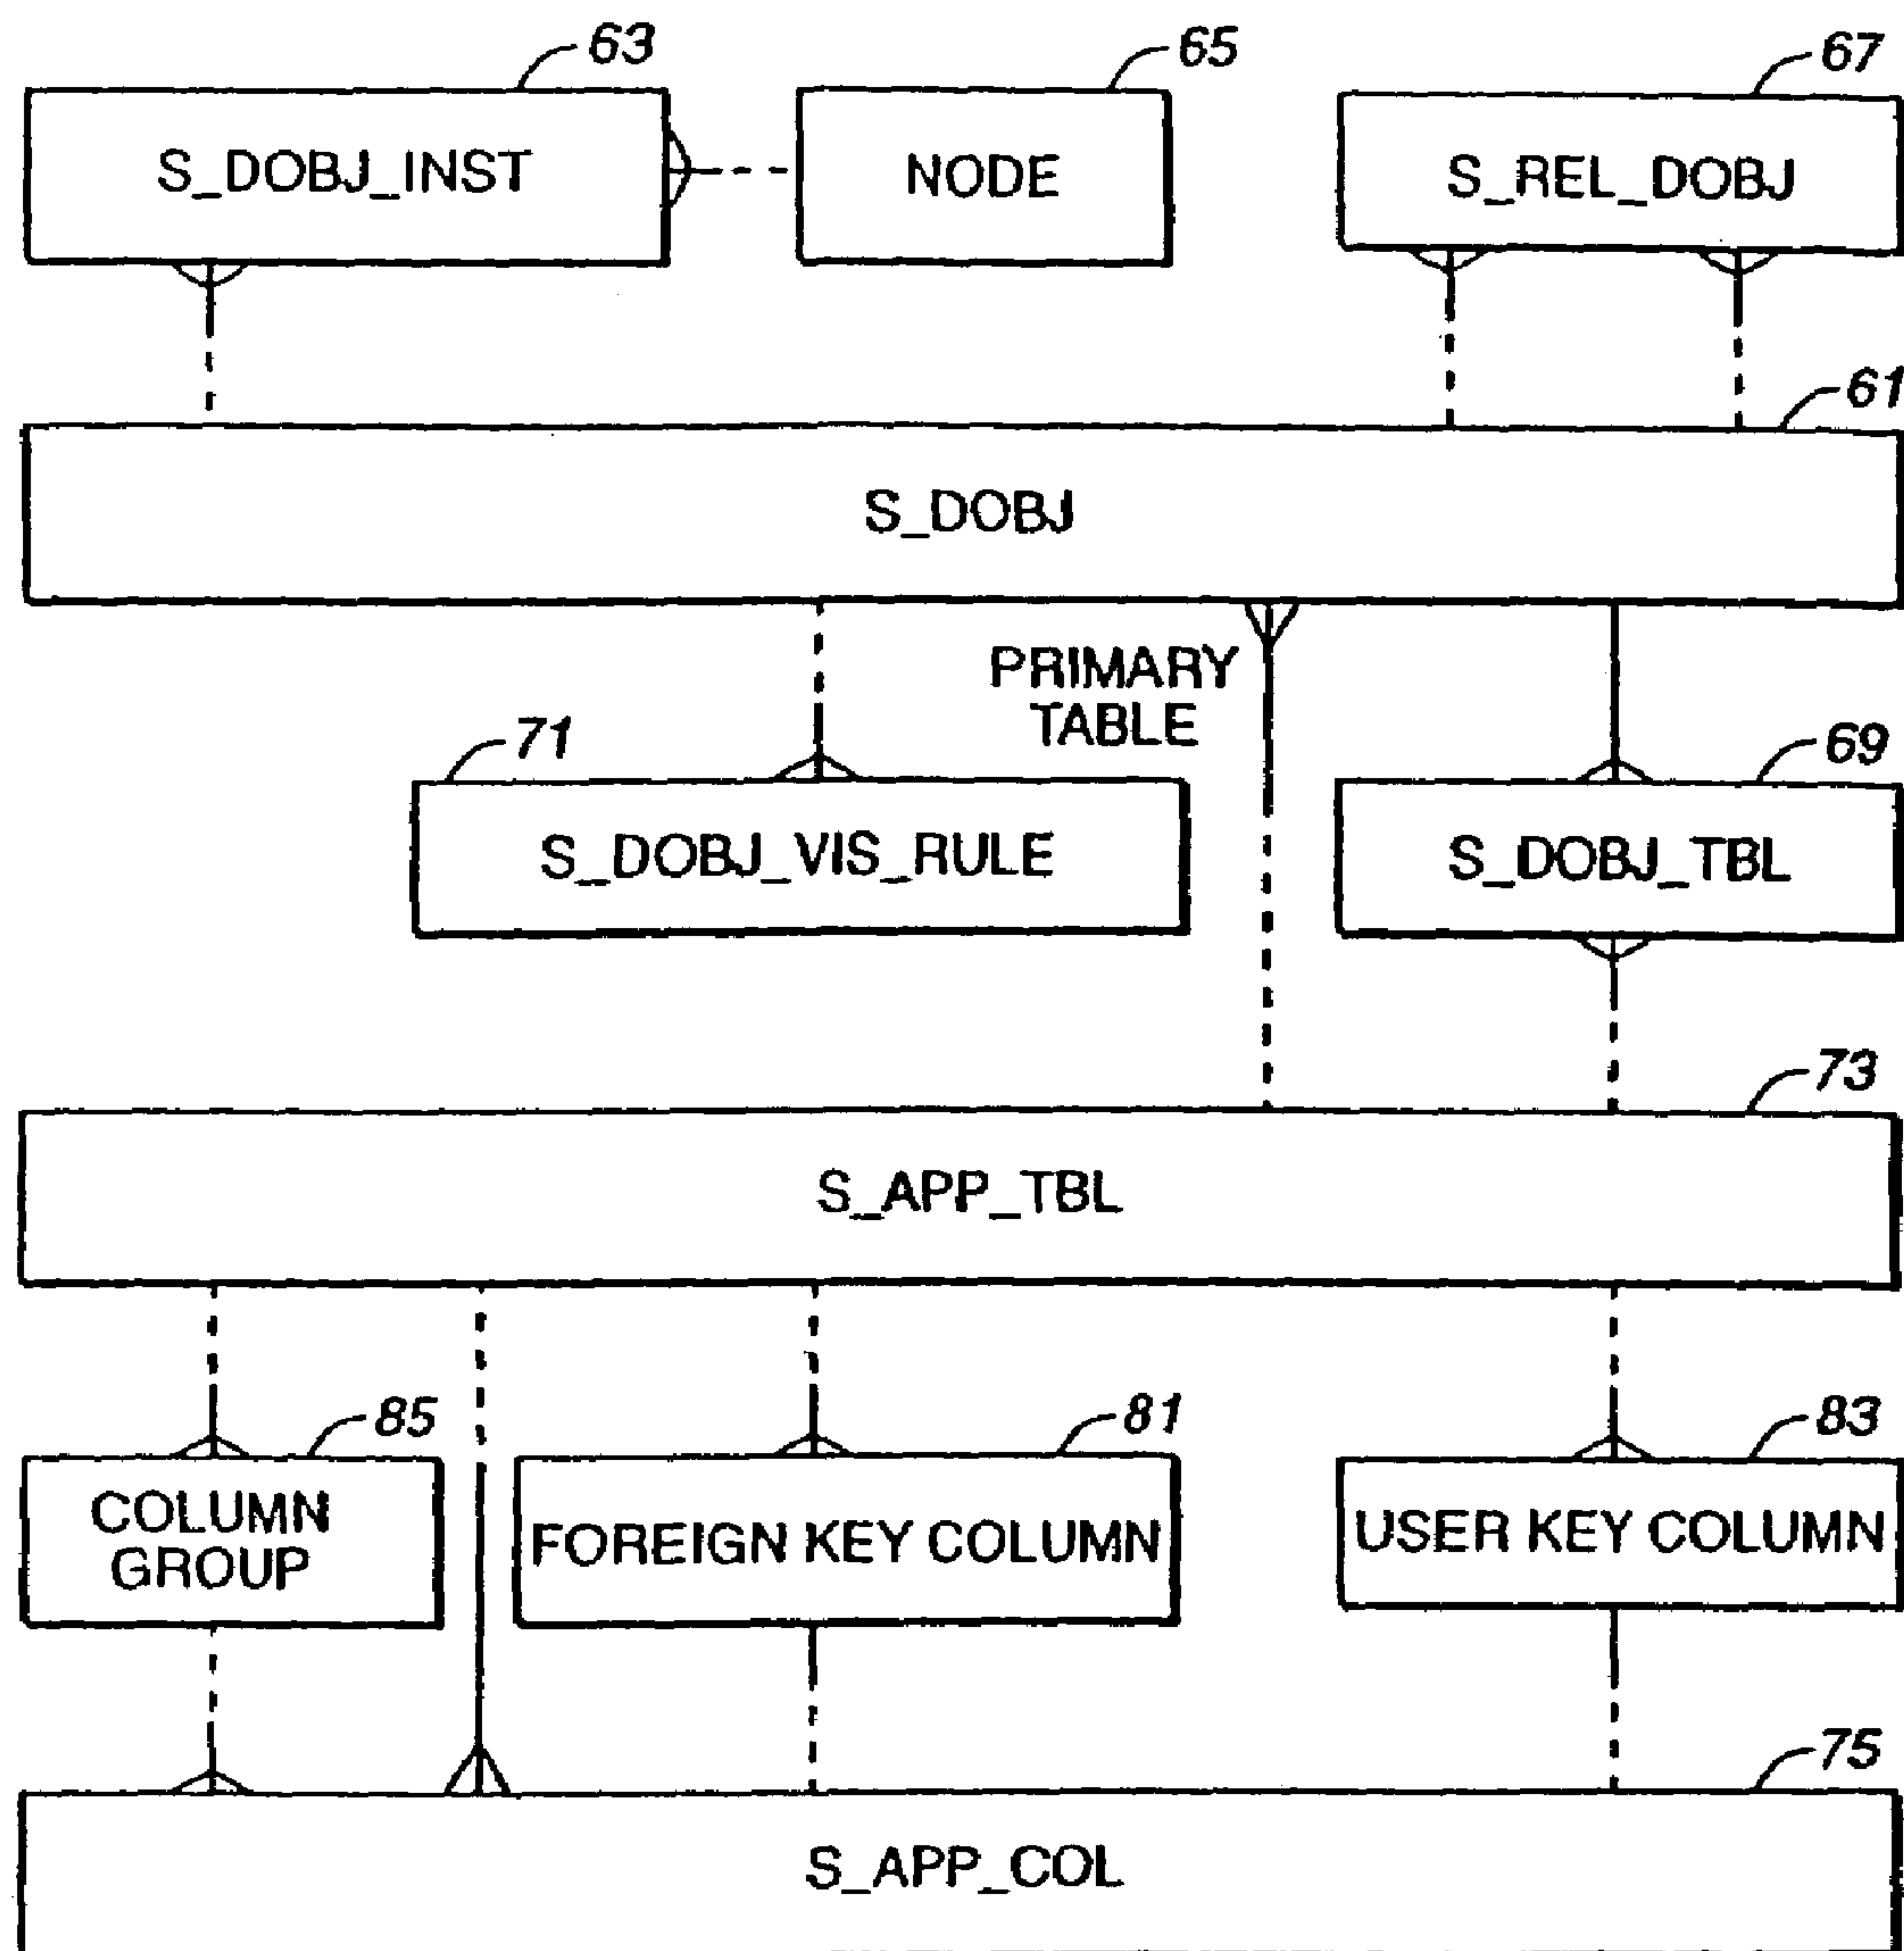 63
65
67
S_DOBJ_INST
NODE
S_REL_DOBJ
61
S_DOBJ
PRIMARY
TABLE
71
69
S_DOBJ_VIS_RULE
S_DOBJ_TBL
73
S_APP_TBL
85
81
83
COLUMN
GROUP
FOREIGN KEY COLUMN
USER KEY COLUMN
75
S_APP_COL